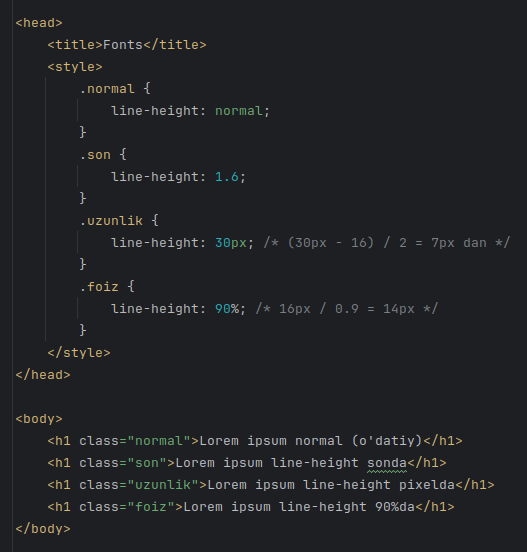 <head>
    <title>Fonts</title>
    <style>
        .normal {
            line-height: normal;
        }
        .son {
            line-height: 1.6;
        }
        .uzunlik {
            line-height: 30px; /* (30px - 16) / 2 = 7px dan */
        }
        .foiz {
            line-height: 90%; /* 16px / 0.9 = 14px */
        }
    </style>
</head>

<body>
    <h1 class="normal">Lorem ipsum normal (o'datiy)</h1>
    <h1 class="son">Lorem ipsum line-height sonda</h1>
    <h1 class="uzunlik">Lorem ipsum line-height pixelda</h1>
    <h1 class="foiz">Lorem ipsum line-height 90%da</h1>
</body>